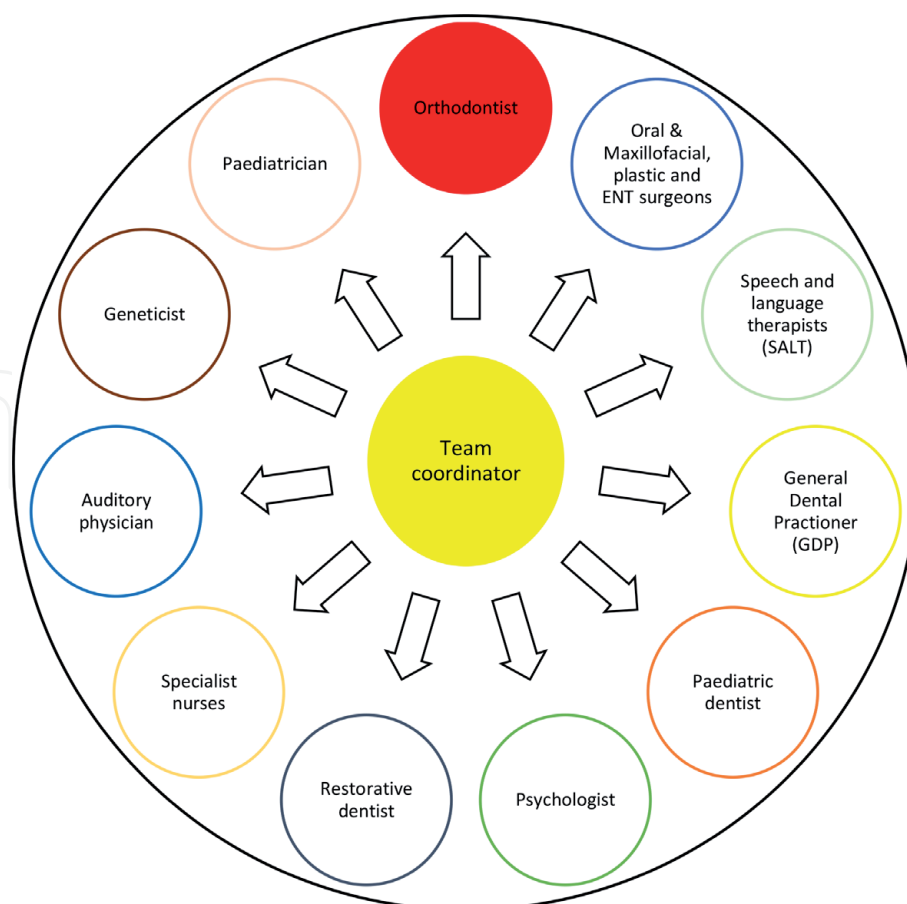 Orthodontist
Oral &
Maxillofacial,
plastic and
ENT surgeons
Speech and
language
therapists
(SALT)
General
Dental
Practioner
(GDP)
Paediatric
dentist
Psychologist
Restorative
dentist
Specialist
nurses
Auditory
physician
Geneticist
Paediatrician
Team
coordinator